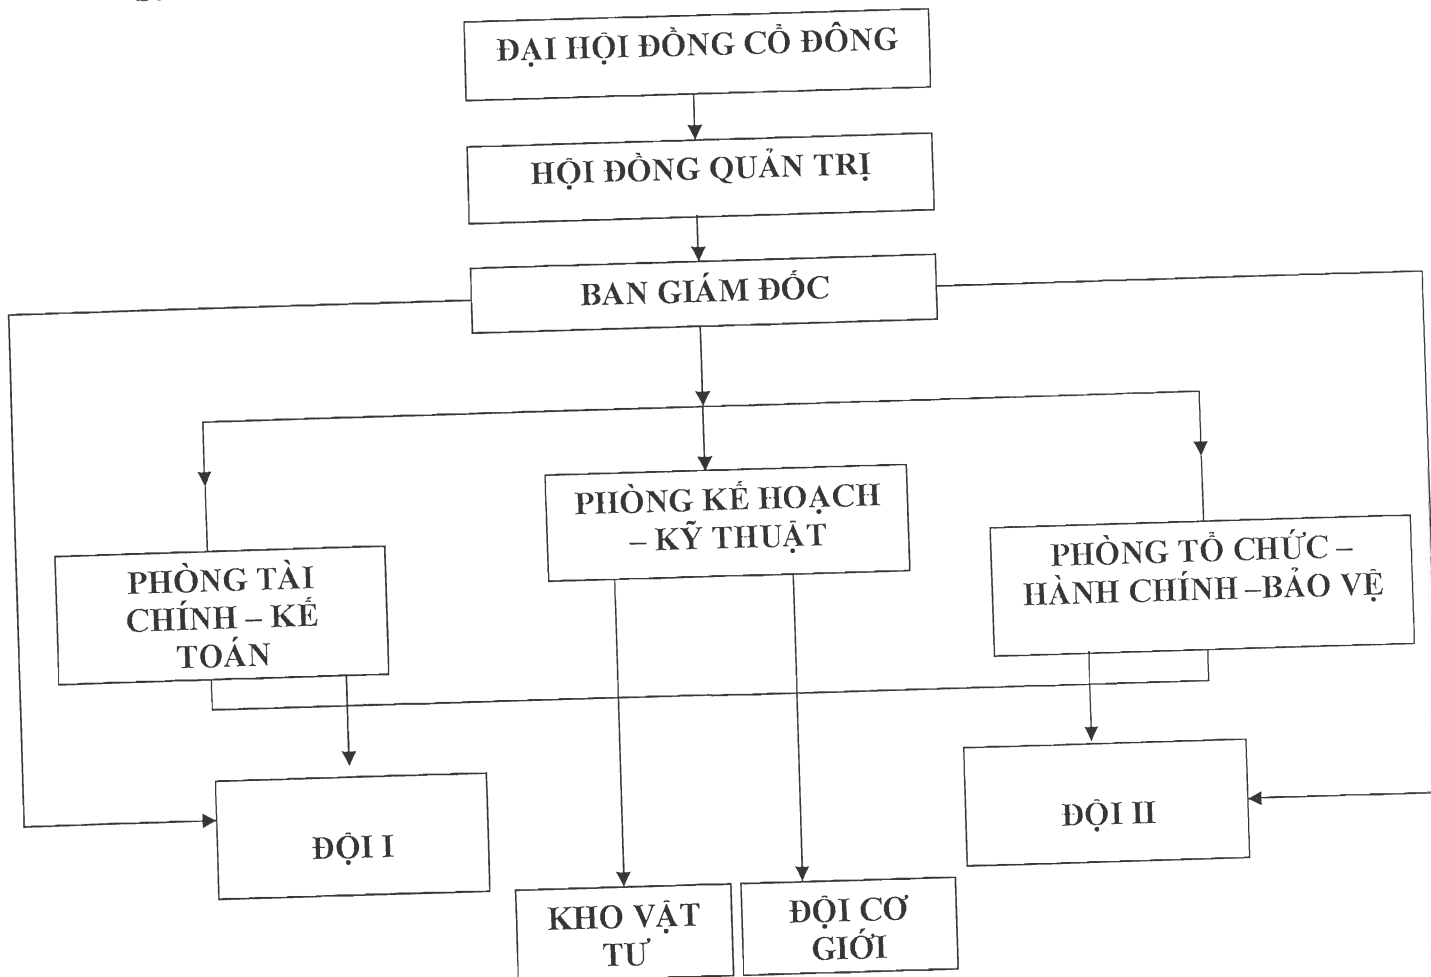 ĐẠI HỘI ĐỒNG CỔ ĐÔNG
HỘI ĐỒNG QUẢN TRỊ
BAN GIÁM ĐỐC
PHÒNG KẾ HOẠCH
– KỸ THUẬT
PHÒNG TỔ CHỨC –
HÀNH CHÍNH –BẢO VỆ
PHÒNG TÀI
CHÍNH – KẾ
TOÁN
ĐỘI I
ĐỘI II
KHO VẬT
TƯ
ĐỘI CƠ
GIỚI